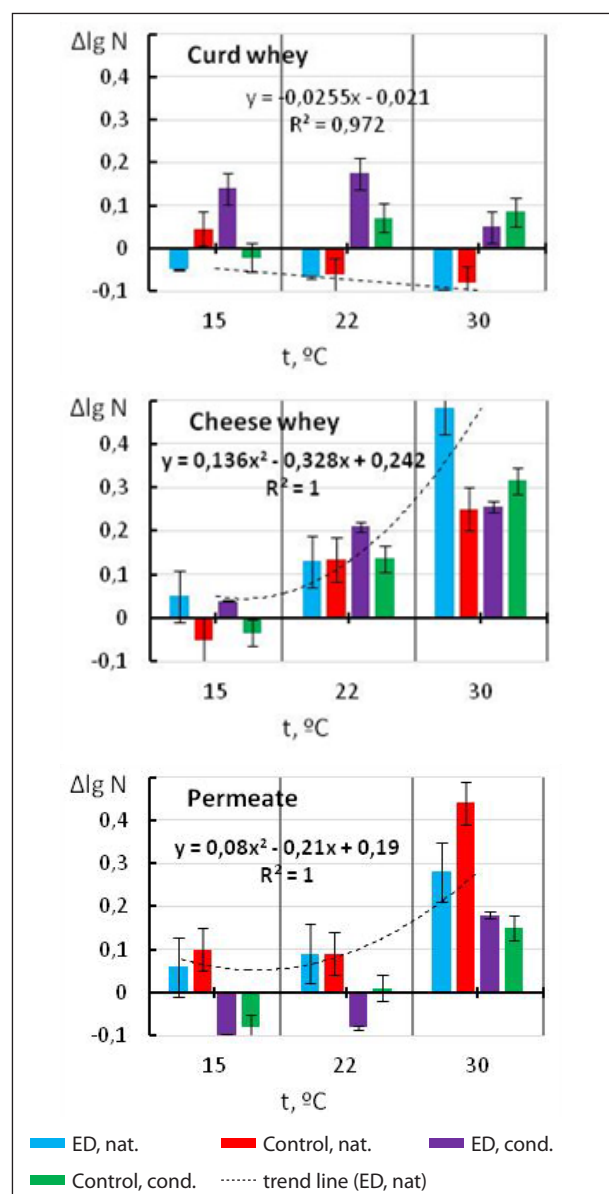 Δlg N
Curd whey
0,4
y = -0,0255x - 0,021
R² = 0,972
0,3
0,2
0,1
0
-0,1
15 22 30
t, ºC
Δlg N
Cheese whey
0,4
y = 0,136x² - 0,328x + 0,242
R² = 1
0,3
0,2
0,1
0
-0,1
15 22 30
t, ºC
Δlg N
Permeate
0,4
y = 0,08x² - 0,21x + 0,19
R² = 1
0,3
0,2
0,1
0
-0,1
15 22 30
t, ºC
ED, nat. Control, nat. ED, cond.
Control, cond. trend line (ED, nat)